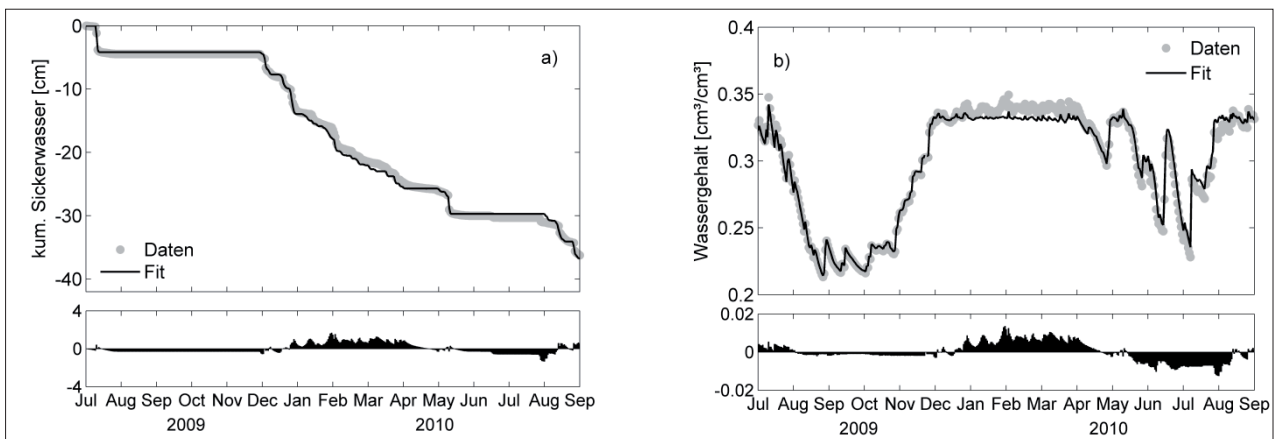 kum. Sickerwasser [cm]
0
-10
-20
-30
-40
a)
Daten
Fit
4
0
-4
Jul Aug Sep Oct Nov Dec Jan Feb Mar Apr May Jun Jul Aug Sep
2009 2010
Wassergehalt [cm³/cm³]
0.4
0.35
0.3
0.25
0.2
b)
Daten
Fit
0.02
0
-0.02
Jul Aug Sep Oct Nov Dec Jan Feb Mar Apr May Jun Jul Aug Sep
2009 2010